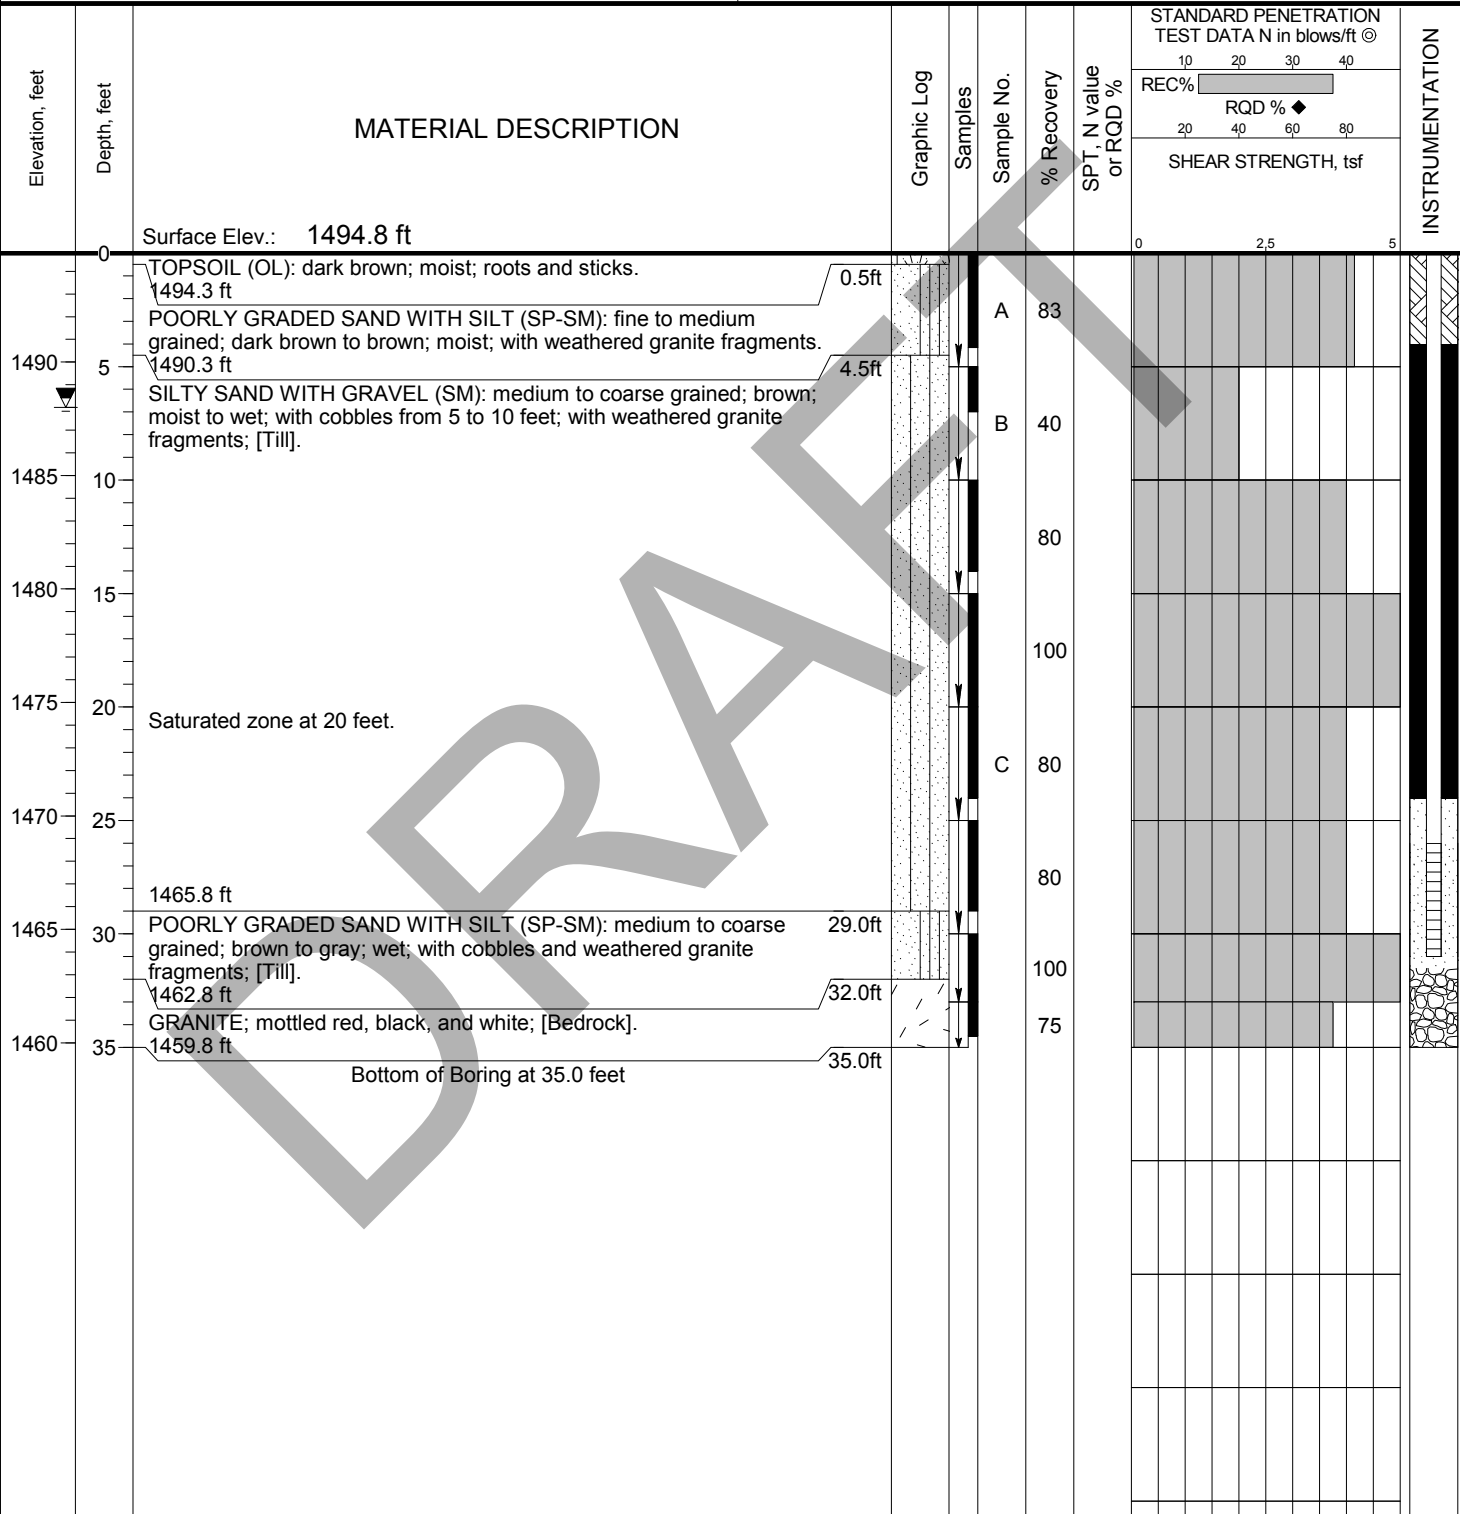 STANDARD PENETRATION
TEST DATA N in blows/ft ◎
10 20 30 40
REC%
RQD % ◆
20 40 60 80
SHEAR STRENGTH, tsf
0 2,5 5
Elevation, feet
Depth, feet
MATERIAL DESCRIPTION
Graphic Log
Samples
Sample No.
% Recovery
SPT, N value
or RQD %
INSTRUMENTATION
Surface Elev.: 1494.8 ft
0
TOPSOIL (OL): dark brown; moist; roots and sticks.
1494.3 ft 0.5ft
A 83
POORLY GRADED SAND WITH SILT (SP-SM): fine to medium
grained; dark brown to brown; moist; with weathered granite fragments.
1490 5 1490.3 ft 4.5ft
SILTY SAND WITH GRAVEL (SM): medium to coarse grained; brown;
moist to wet; with cobbles from 5 to 10 feet; with weathered granite
fragments; [Till].
B 40
1485 10
80
1480 15
100
1475 20
Saturated zone at 20 feet.
C 80
1470 25
80
1465.8 ft
1465 30 29.0ft
POORLY GRADED SAND WITH SILT (SP-SM): medium to coarse
grained; brown to gray; wet; with cobbles and weathered granite
fragments; [Till].
100
1462.8 ft 32.0ft
GRANITE; mottled red, black, and white; [Bedrock].
75
1460 35 1459.8 ft 35.0ft
Bottom of Boring at 35.0 feet
DRAFT